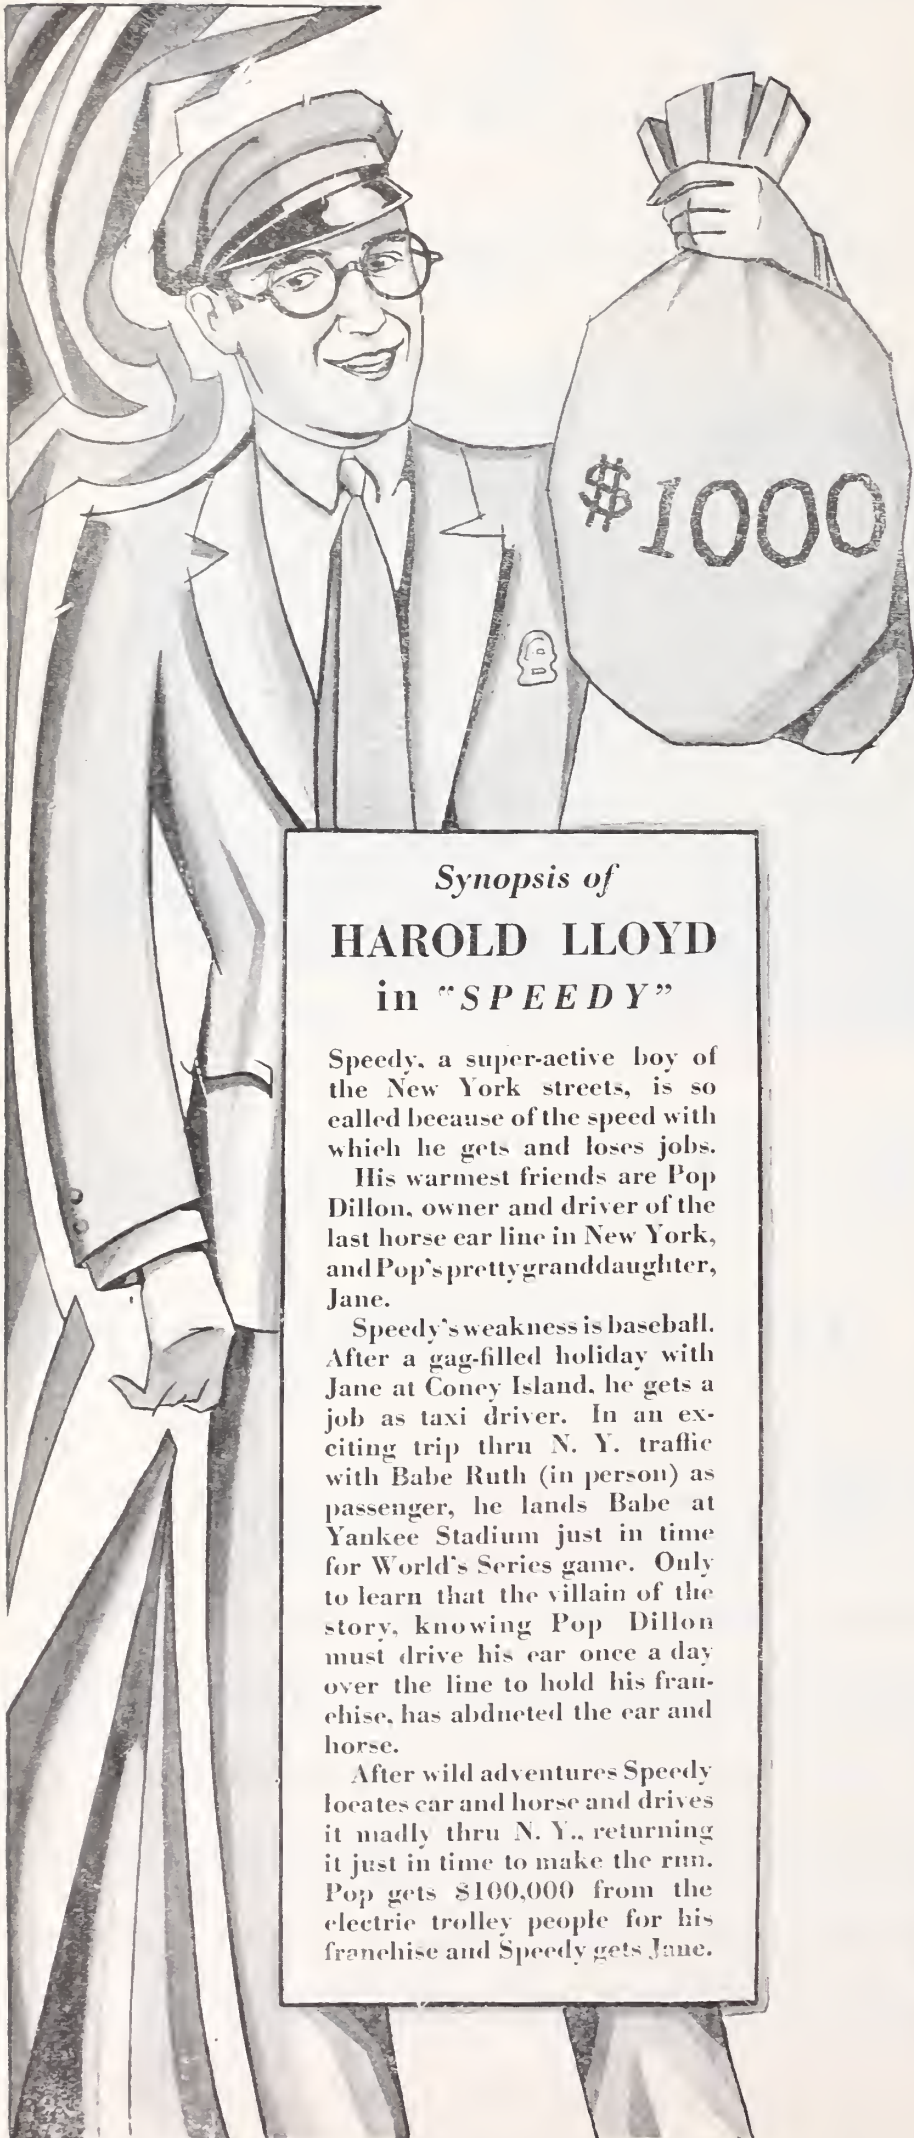 $1000
Synopsis of
HAROLD LLOYD
in "SPEEDY"
Speedy, a super-active boy of
the New York streets, is so
called because of the speed with
which he gets and loses jobs.
His warmest friends are Pop
Dillon, owner and driver of the
last horse car line in New York,
and Pop's pretty granddaughter,
Jane.
Speedy's weakness is baseball.
After a gag-filled holiday with
Jane at Coney Island, he gets a
job as taxi driver. In an ex-
citing trip thru N. Y. traffic
with Babe Ruth (in person) as
passenger, he lands Babe at
Yankee Stadium just in time
for World's Series game. Only
to learn that the villain of the
story, knowing Pop Dillon
must drive his car once a day
over the line to hold his fran-
chise, has abducted the car and
horse.
After wild adventures Speedy
locates car and horse and drives
it madly thru N. Y., returning
it just in time to make the run.
Pop gets $100,000 from the
electric trolley people for his
franchise and Speedy gets Jane.